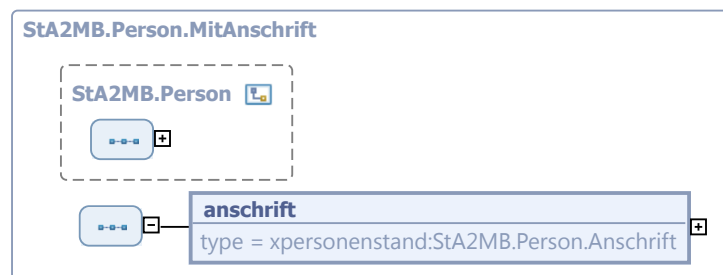 StA2MB.Person.MitAnschrift
StA2MB.Person
anschrift
type = xpersonenstand:StA2MB.Person.Anschrift